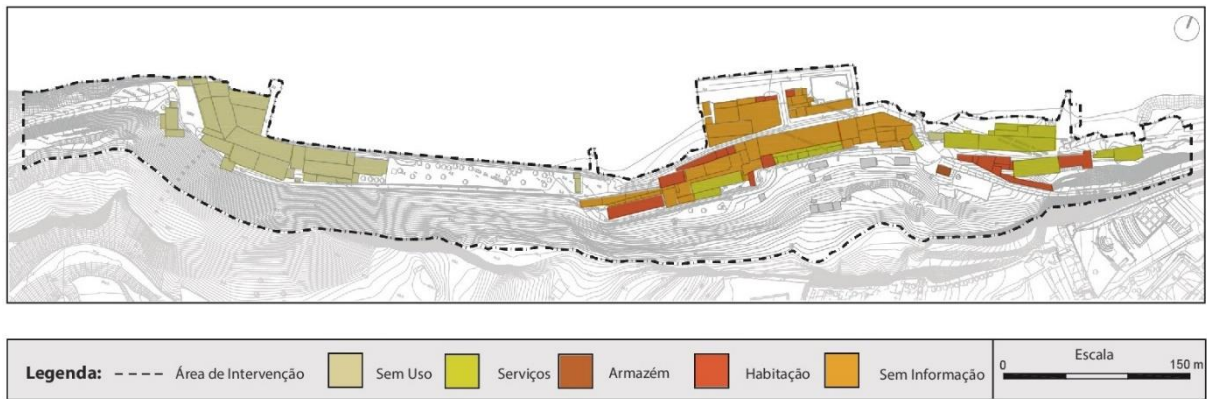 Legenda: Área de Intervenção Sem Uso Serviços Armazém Habitação Sem Informação
Escala
0 150 m